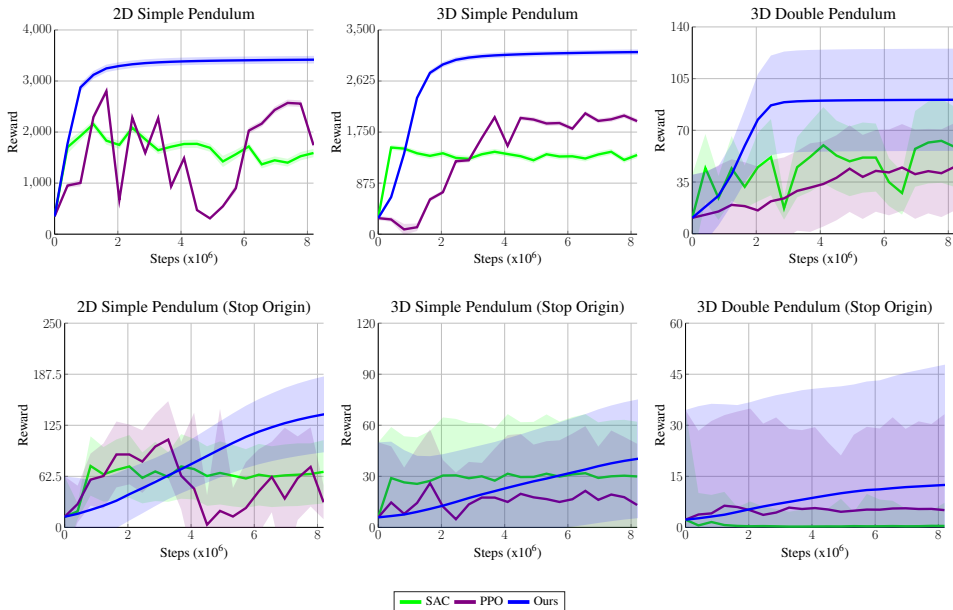 2D Simple Pendulum
4,000
3,000
2,000
1,000
0
Reward
0 2 4 6 8
Steps (x10⁶)
3D Simple Pendulum
3,500
2,625
1,750
875
0
Reward
0 2 4 6 8
Steps (x10⁶)
3D Double Pendulum
140
105
70
35
0
Reward
0 2 4 6 8
Steps (x10⁶)
2D Simple Pendulum (Stop Origin)
250
187.5
125
62.5
0
Reward
0 2 4 6 8
Steps (x10⁶)
3D Simple Pendulum (Stop Origin)
120
90
60
30
0
Reward
0 2 4 6 8
Steps (x10⁶)
3D Double Pendulum (Stop Origin)
60
45
30
15
0
Reward
0 2 4 6 8
Steps (x10⁶)
SAC PPO Ours